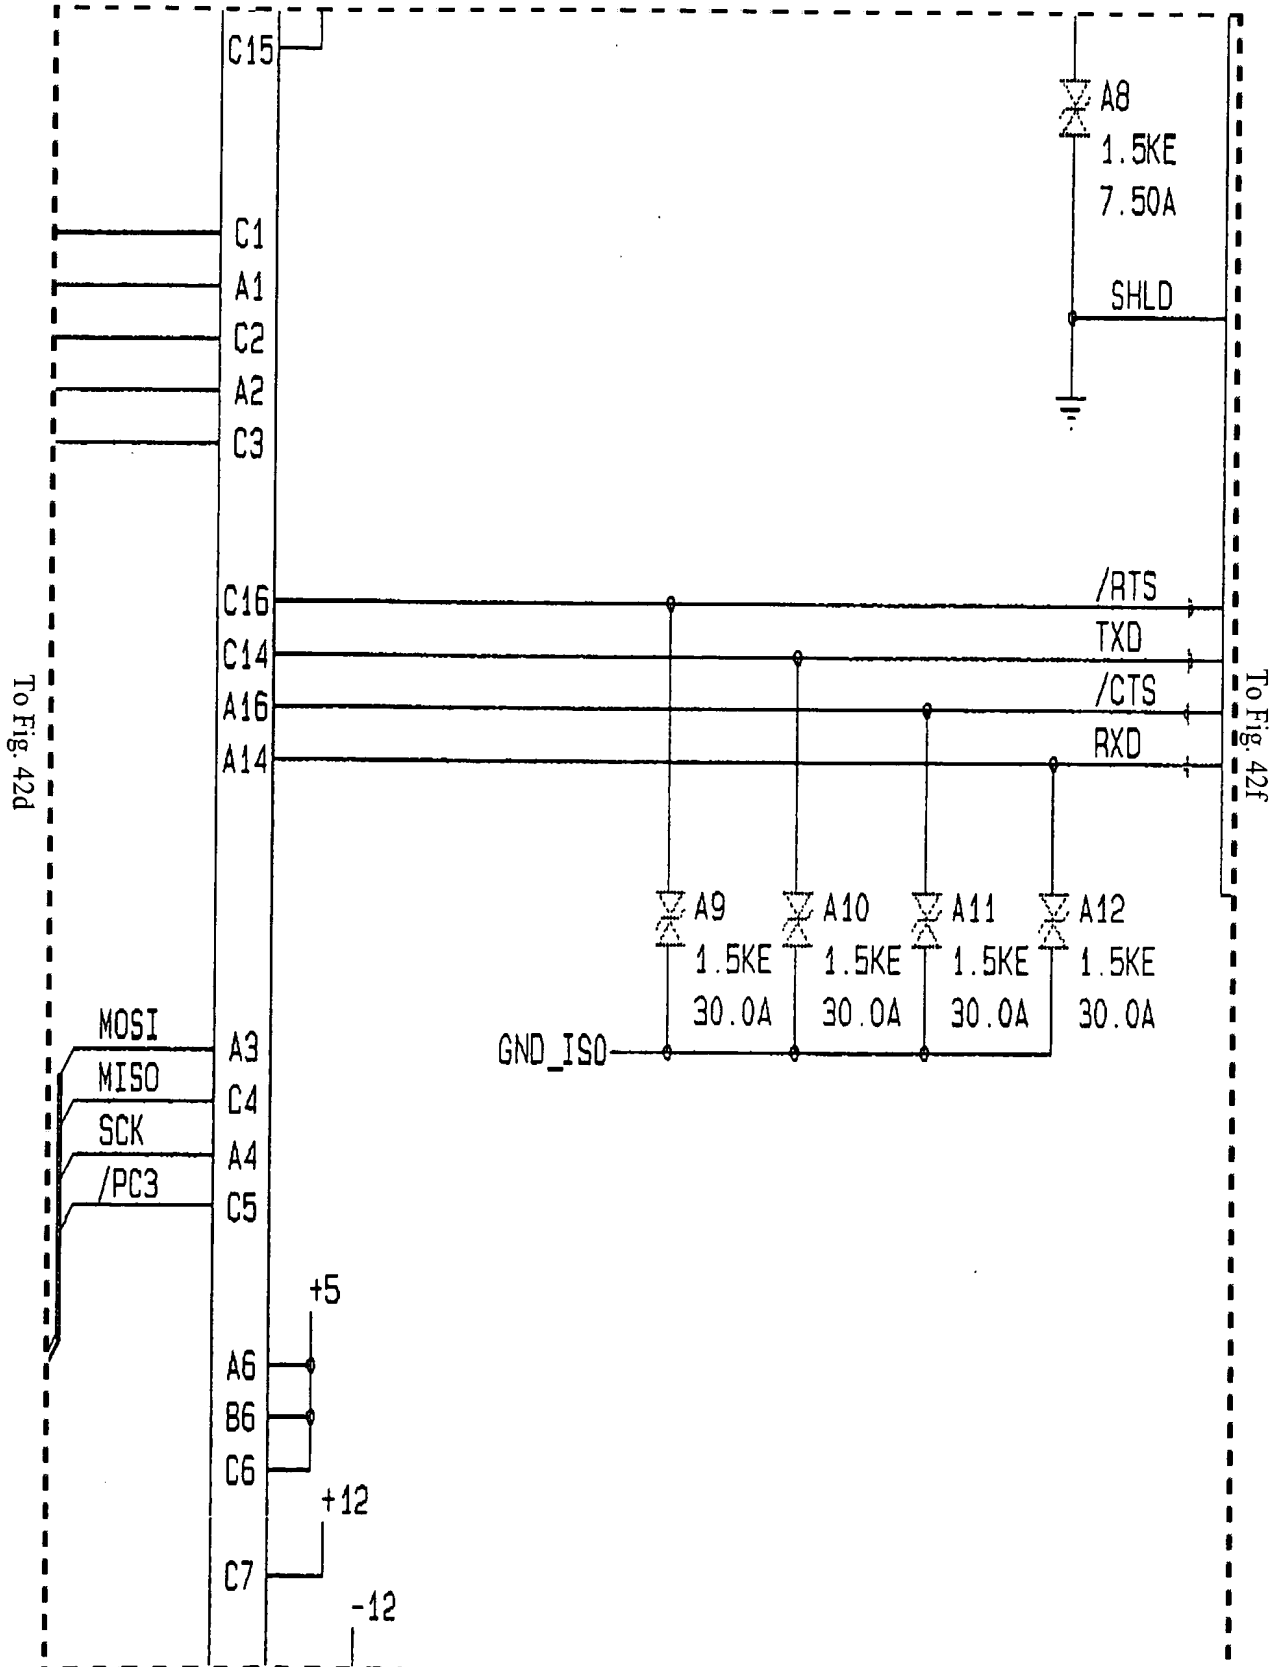 C15
A8
1.5KE
7.50A
C1
A1
SHLD
C2
A2
C3
/RTS
C16
TXD
C14
/CTS
A16
RXD
A14
To Fig. 42d
To Fig. 42f
A9
A10
A11
A12
1.5KE
1.5KE
1.5KE
1.5KE
30.0A
30.0A
30.0A
30.0A
MOSI
A3
GND_ISO
MISO
C4
SCK
A4
/PC3
C5
+5
A6
B6
C6
+12
C7
-12